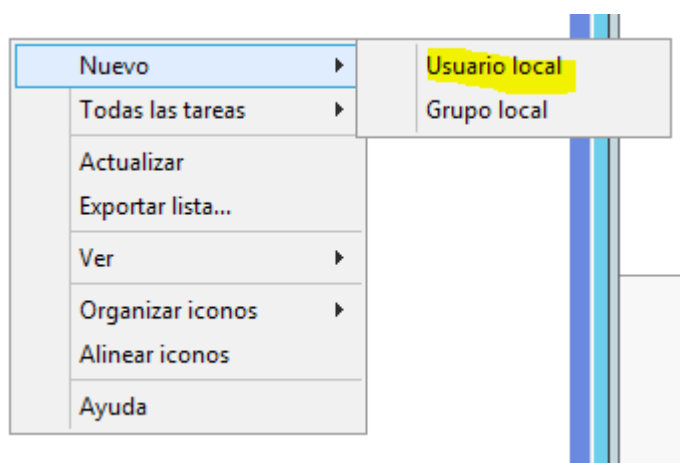 Nuevo
Usuario local
Todas las tareas
Grupo local
Actualizar
Exportar lista...
Ver
Organizar iconos
Alinear iconos
Ayuda